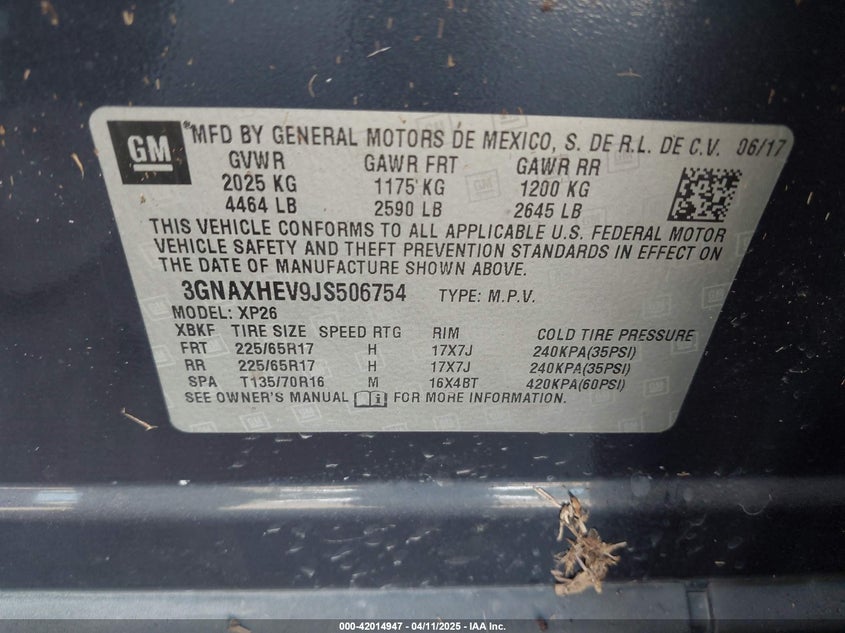 GM
*MFD BY GENERAL MOTORS DE MEXICO, S. DE R.L. DE C.V. 06/17
GVWR GAWR FRT GAWR RR
2025 KG 1175 KG 1200 KG
4464 LB 2590 LB 2645 LB
THIS VEHICLE CONFORMS TO ALL APPLICABLE U.S. FEDERAL MOTOR
VEHICLE SAFETY AND THEFT PREVENTION STANDARDS IN EFFECT ON
THE DATE OF MANUFACTURE SHOWN ABOVE.
3GNAXHEV9JS506754 TYPE: M.P.V.
MODEL: XP26
XBKF TIRE SIZE SPEED RTG RIM COLD TIRE PRESSURE
FRT 225/65R17 H 17X7J 240KPA(35PSI)
RR 225/65R17 H 17X7J 240KPA(35PSI)
SPA T135/70R16 M 16X4BT 420KPA(60PSI)
SEE OWNER'S MANUAL FOR MORE INFORMATION.
000-42014947 - 04/11/2025 - IAA, Inc.